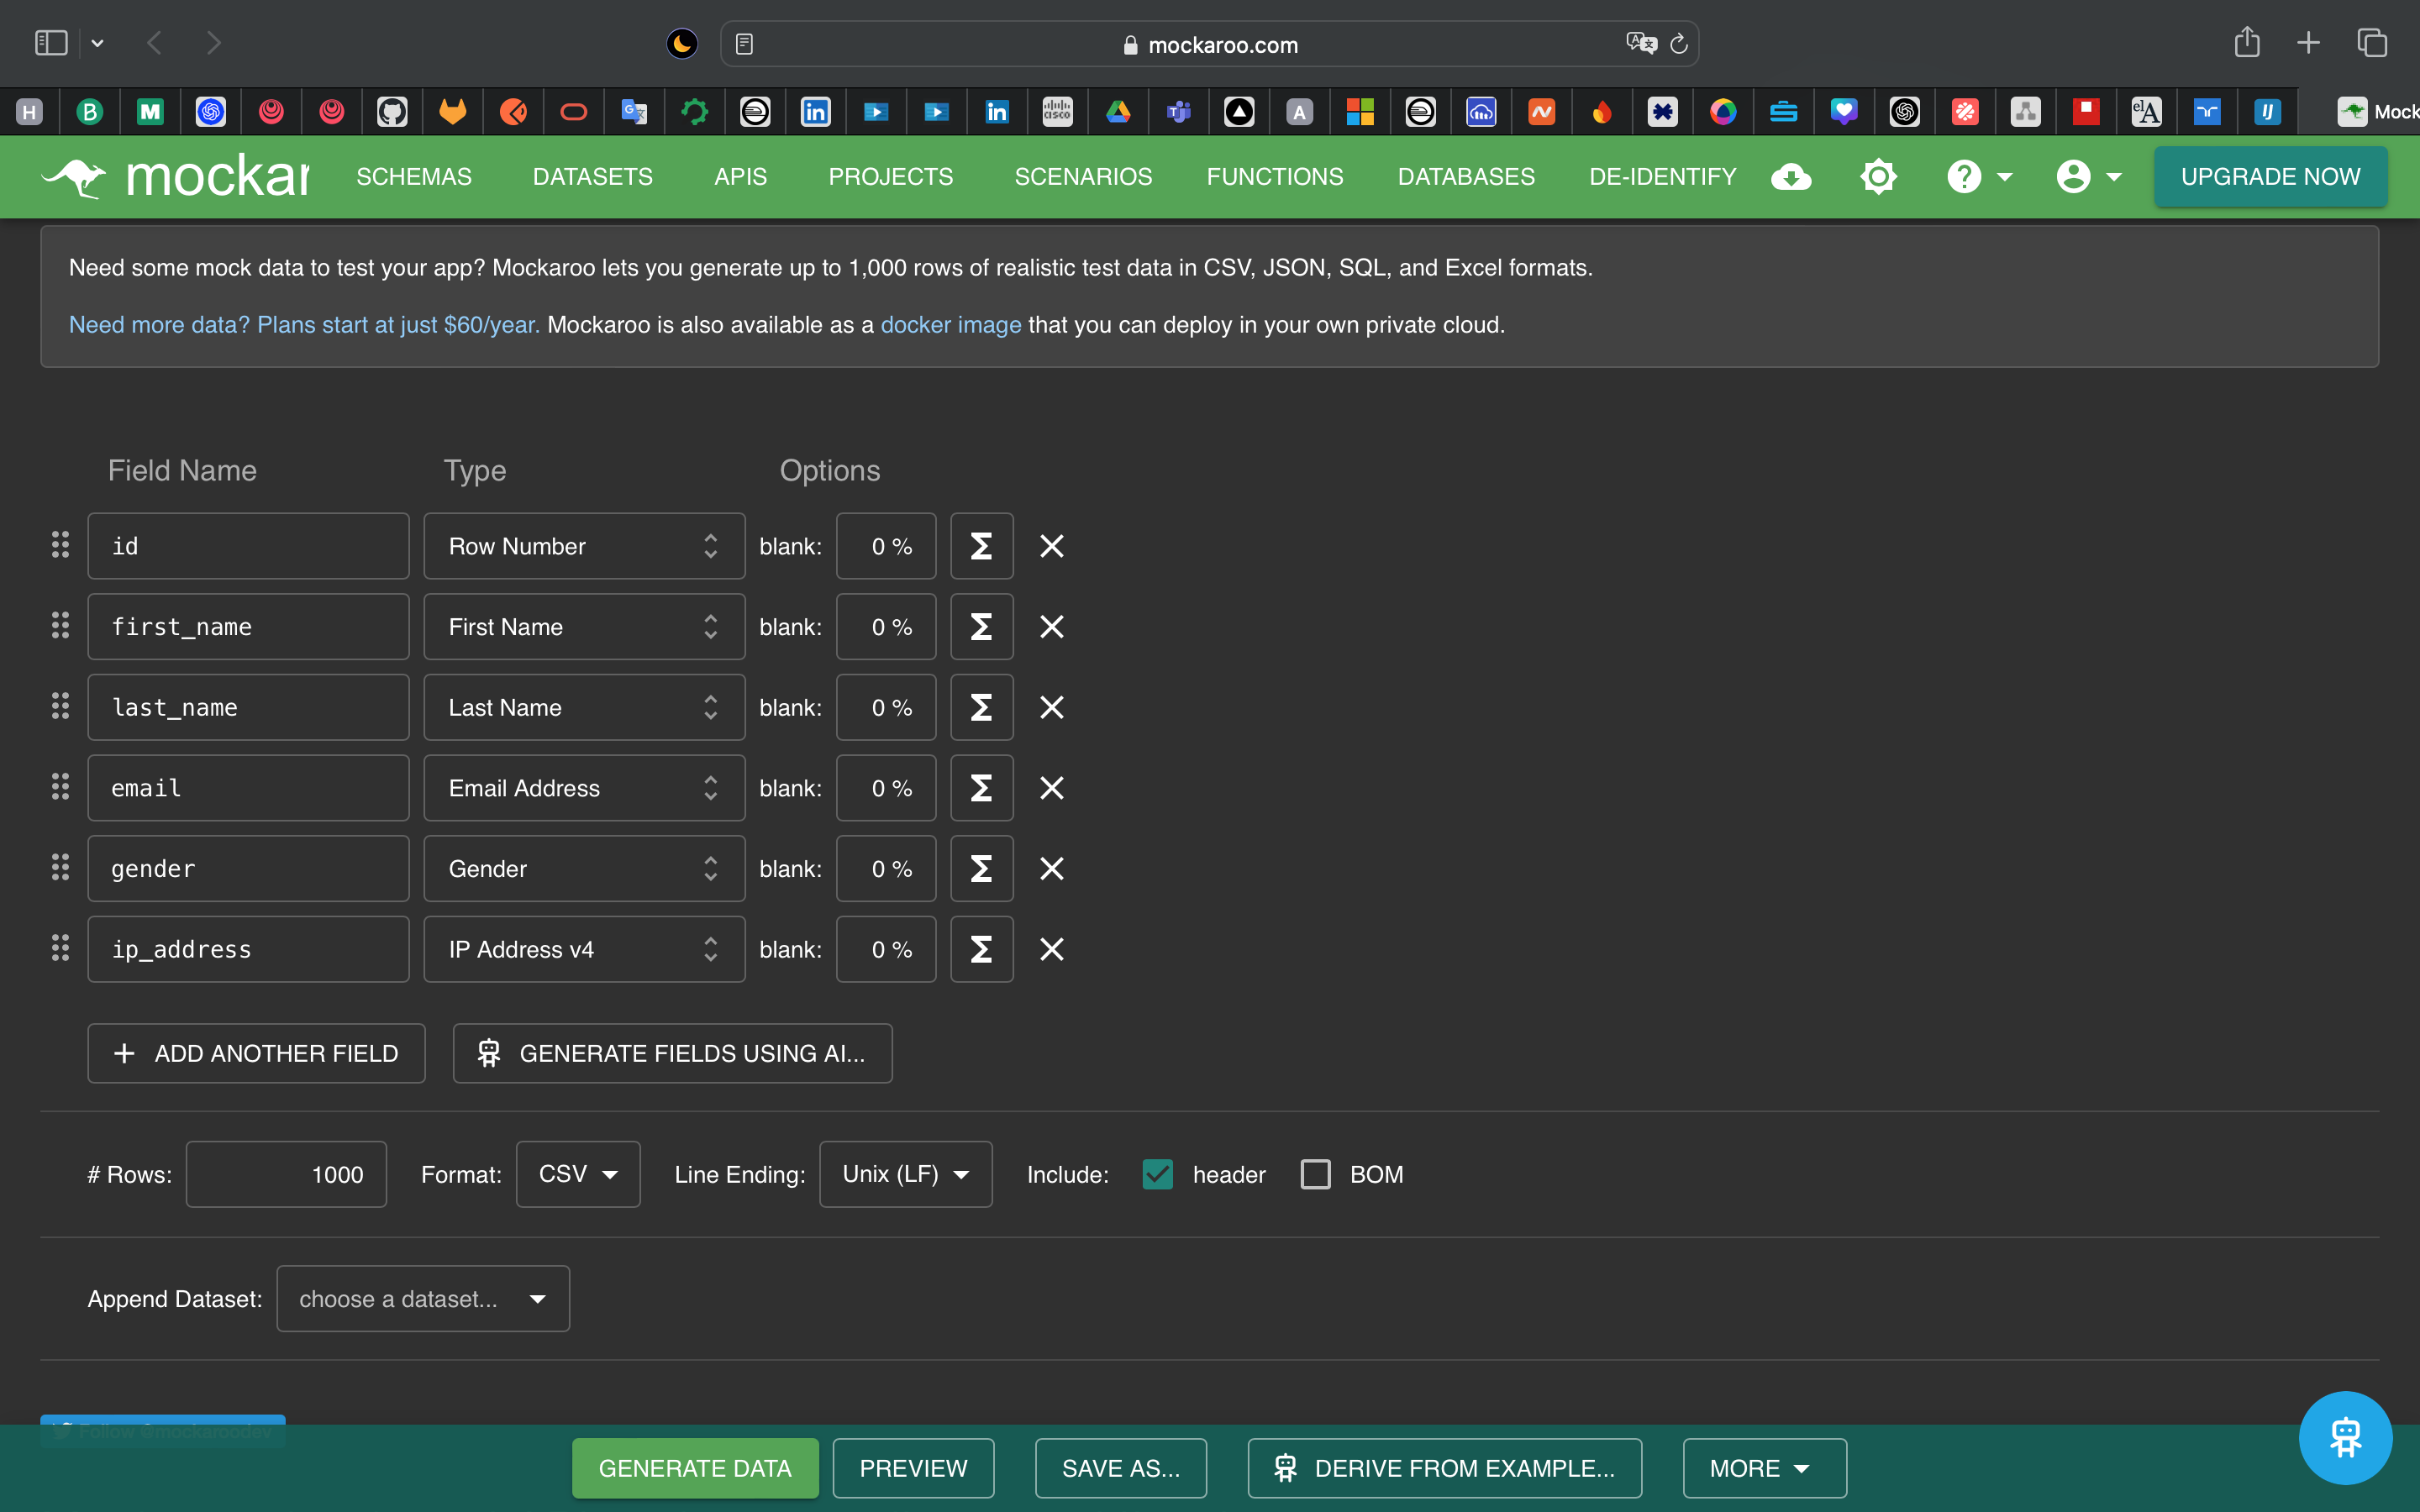 mockaroo.com
Mock
SCHEMAS DATASETS APIS PROJECTS SCENARIOS FUNCTIONS DATABASES DE-IDENTIFY UPGRADE NOW
Need some mock data to test your app? Mockaroo lets you generate up to 1,000 rows of realistic test data in CSV, JSON, SQL, and Excel formats.
Need more data? Plans start at just $60/year. Mockaroo is also available as a docker image that you can deploy in your own private cloud.
Field Name Type Options
id Row Number blank: 0 % Σ
first_name First Name blank: 0 % Σ
last_name Last Name blank: 0 % Σ
email Email Address blank: 0 % Σ
gender Gender blank: 0 % Σ
ip_address IP Address v4 blank: 0 % Σ
+ ADD ANOTHER FIELD GENERATE FIELDS USING AI...
# Rows: 1000 Format: CSV Line Ending: Unix (LF) Include: header BOM
Append Dataset: choose a dataset...
Follow @mockaroodev
GENERATE DATA PREVIEW SAVE AS... DERIVE FROM EXAMPLE... MORE